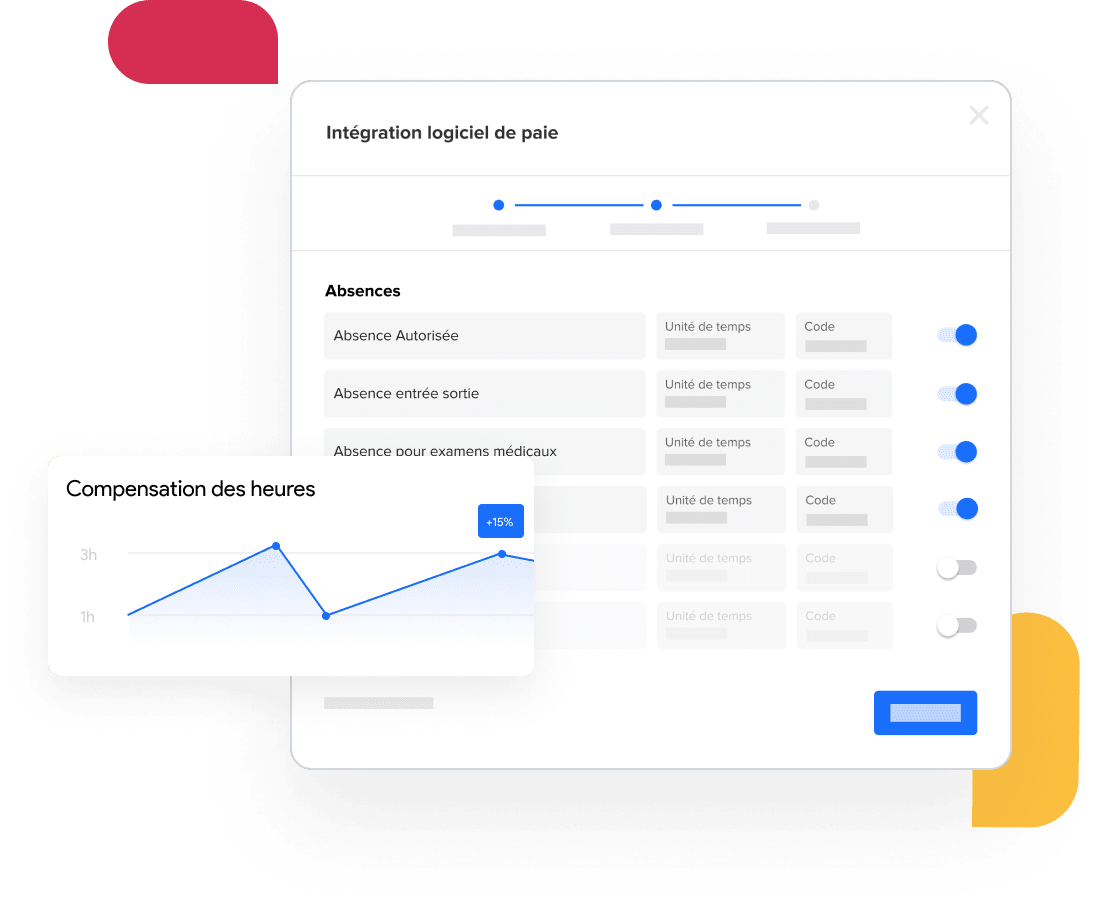 Intégration logiciel de paie
Absences
Absence Autorisée
Unité de temps
Code
Absence entrée sortie
Unité de temps
Code
Absence pour examens médicaux
Unité de temps
Code
Unité de temps
Code
Unité de temps
Code
Unité de temps
Code
Compensation des heures
+15%
3h
1h